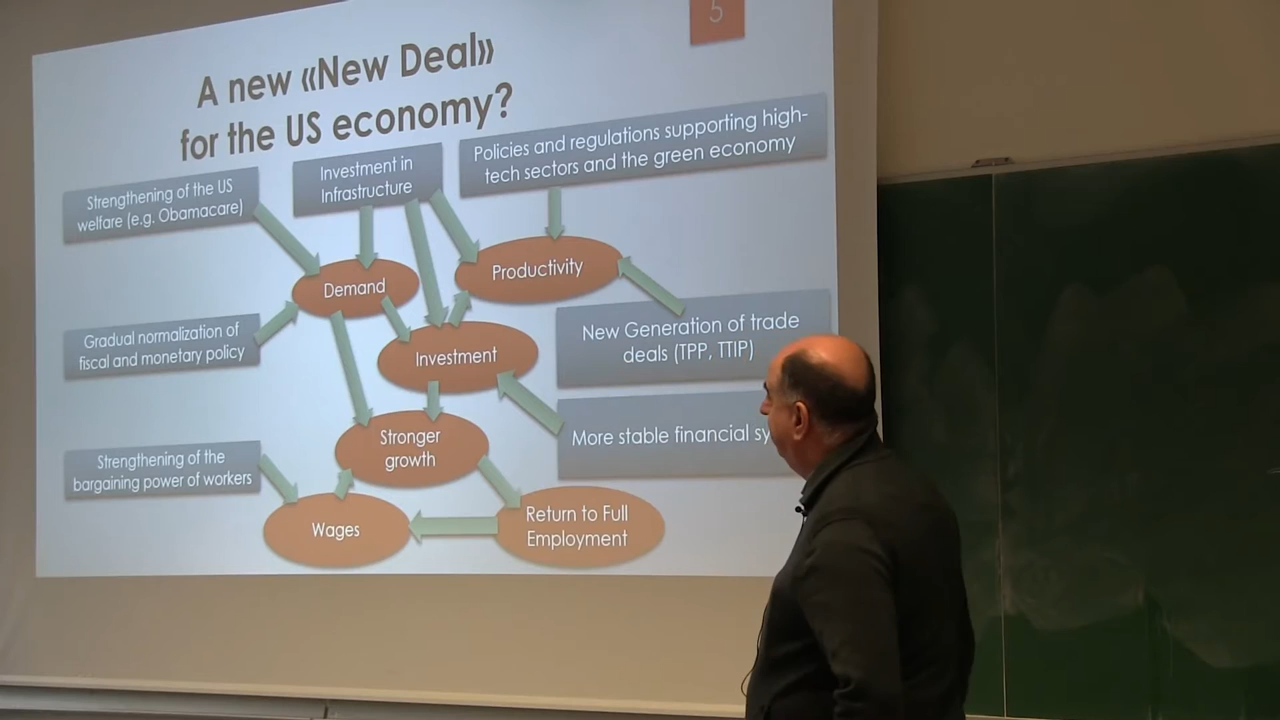 5
A new «New Deal»
for the US economy?
Strengthening of the US
welfare (e.g. Obamacare)
Investment in
Infrastructure
Policies and regulations supporting high-
tech sectors and the green economy
Demand
Productivity
Gradual normalization of
fiscal and monetary policy
Investment
New Generation of trade
deals (TPP, TTIP)
Stronger
growth
More stable financial sy
Strengthening of the
bargaining power of workers
Wages
Return to Full
Employment